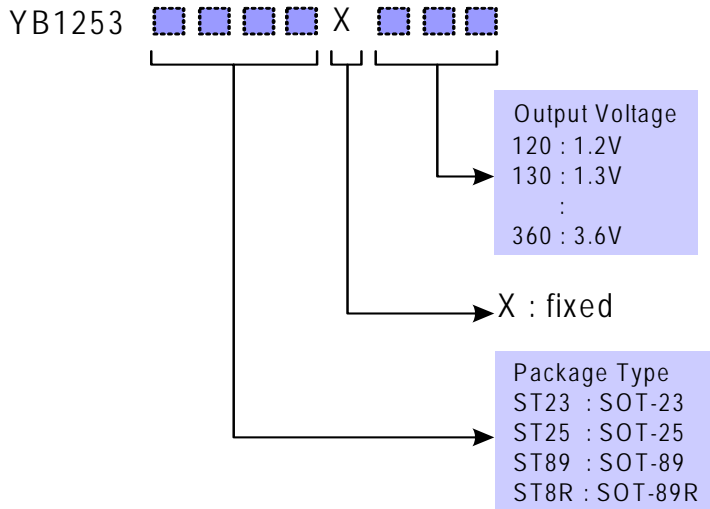 YB1253 X
Output Voltage
120 : 1.2V
130 : 1.3V
:
360 : 3.6V
X : fixed
Package Type
ST23 : SOT-23
ST25 : SOT-25
ST89 : SOT-89
ST8R : SOT-89R